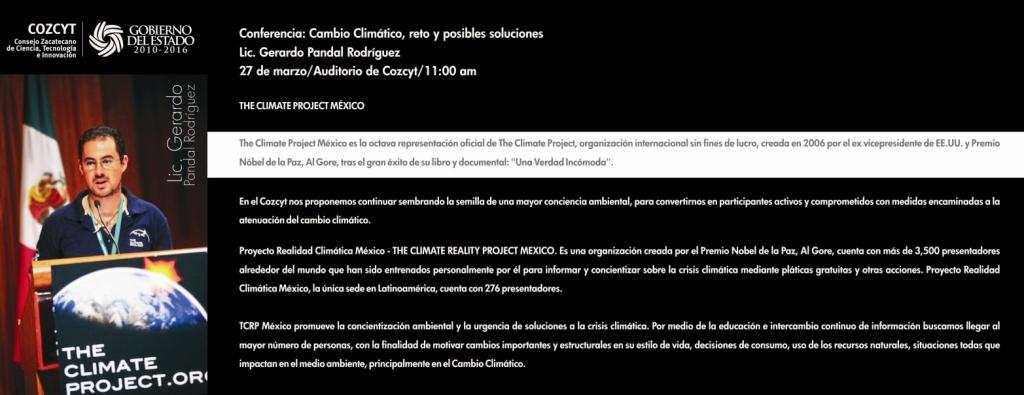 COZCYT
Consejo Zacatecano
de Ciencia, Tecnología
e Innovación
GOBIERNO
DEL ESTADO
2010-2016
Lic. Gerardo
Pandal Rodríguez
THE
CLIMATE
PROJECT.ORG
Conferencia: Cambio Climático, reto y posibles soluciones
Lic. Gerardo Pandal Rodríguez
27 de marzo/Auditorio de Cozcyt/11:00 am
THE CLIMATE PROJECT MÉXICO
The Climate Project México es la octava representación oficial de The Climate Project, organización internacional sin fines de lucro, creada en 2006 por el ex vicepresidente de EE.UU. y Premio
Nóbel de la Paz, Al Gore, tras el gran éxito de su libro y documental: "Una Verdad Incómoda".
En el Cozcyt nos proponemos continuar sembrando la semilla de una mayor conciencia ambiental, para convertirnos en participantes activos y comprometidos con medidas encaminadas a la
atenuación del cambio climático.
Proyecto Realidad Climática México - THE CLIMATE REALITY PROJECT MEXICO. Es una organización creada por el Premio Nobel de la Paz, Al Gore, cuenta con más de 3,500 presentadores
alrededor del mundo que han sido entrenados personalmente por él para informar y concientizar sobre la crisis climática mediante pláticas gratuitas y otras acciones. Proyecto Realidad
Climática México, la única sede en Latinoamérica, cuenta con 276 presentadores.
TCRP México promueve la concientización ambiental y la urgencia de soluciones a la crisis climática. Por medio de la educación e intercambio continuo de información buscamos llegar al
mayor número de personas, con la finalidad de motivar cambios importantes y estructurales en su estilo de vida, decisiones de consumo, uso de los recursos naturales, situaciones todas que
impactan en el medio ambiente, principalmente en el Cambio Climático.